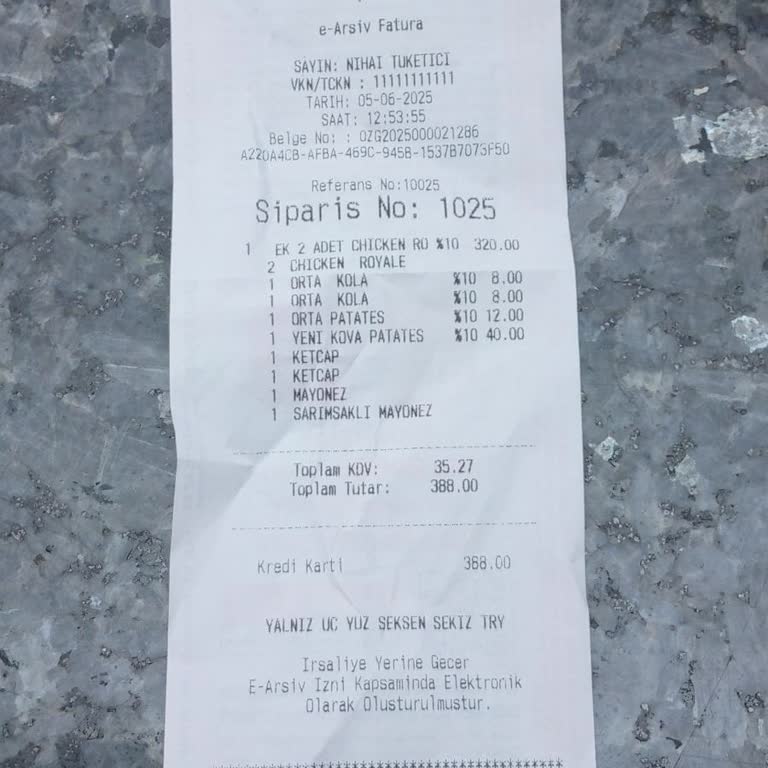 e-Arsiv Fatura
SAYIN: NIHAI TUKETICI
VKN/TCKN : 11111111111
TARIH: 05-06-2025
SAAT: 12:53:55
Belge No: : OZG2025000021286
A220A4CB-AFBA-469C-945B-1537B7073F50
Referans No:10025
Siparis No: 1025
1 EK 2 ADET CHICKEN RO %10 320.00
2 CHICKEN ROYALE
1 ORTA KOLA %10 8.00
1 ORTA KOLA %10 8.00
1 ORTA PATATES %10 12.00
1 YENI KOVA PATATES %10 40.00
1 KETCAP
1 KETCAP
1 MAYONEZ
1 SARIMSAKLI MAYONEZ
Toplam KDV: 35.27
Toplam Tutar: 388.00
Kredi Karti 388.00
YALNIZ UC YUZ SEKSEN SEKIZ TRY
Irsaliye Yerine Gecer
E-Arsiv Izni Kapsaminda Elektronik
Olarak Olusturulmustur.